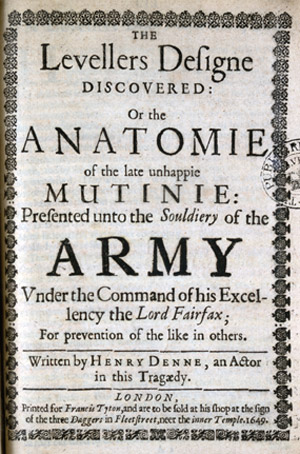 THE
Levellers Designe
DISCOVERED:
Or the
ANATOMIE
of the late unhappie
MUTINIE:
Presented unto the Souldiery of the
ARMY
Vnder the Command of his Excel-
lency the Lord Fairfax;
For prevention of the like in others.
Written by HENRY DENNE, an Actor
in this Tragædy.
LONDON,
Printed for Francis Tyton, and are to be sold at his shop at the sign
of the three Daggers in Fleetstreet, neer the inner Temple. 1649.